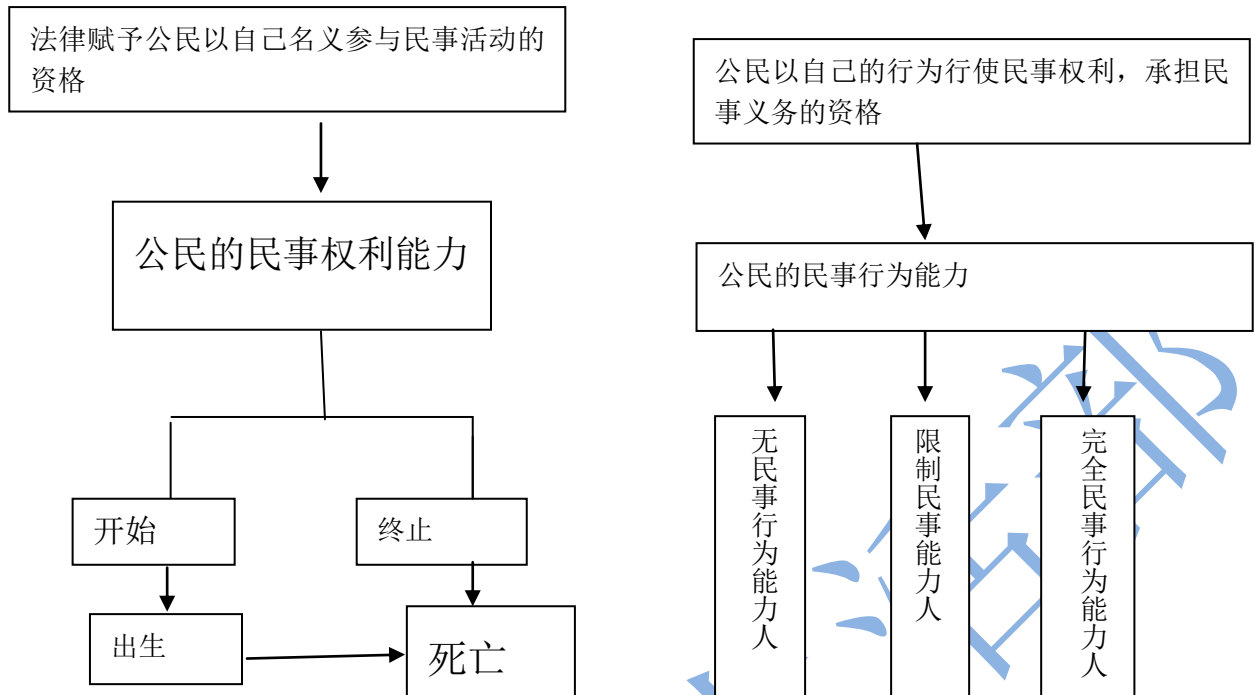 法律赋予公民以自己名义参与民事活动的
资格
公民的民事权利能力
开始
终止
出生
死亡
公民以自己的行为行使民事权利，承担民
事义务的资格
公民的民事行为能力
无民事行为能力人
限制民事能力人
完全民事行为能力人